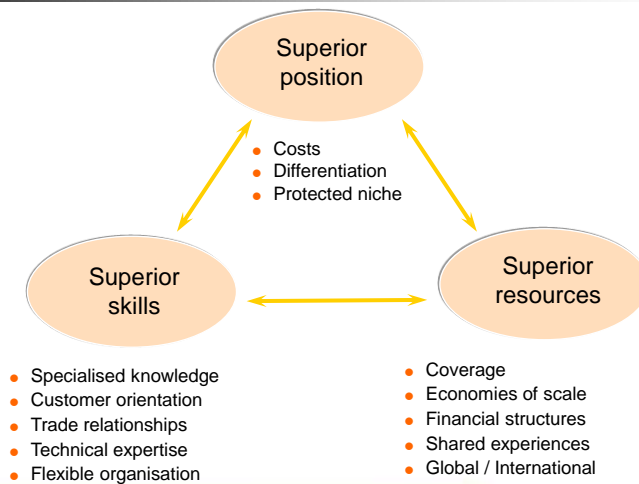 Superior
position
Costs
Differentiation
Protected niche
Superior
skills
Superior
resources
Specialised knowledge
Customer orientation
Trade relationships
Technical expertise
Flexible organisation
Coverage
Economies of scale
Financial structures
Shared experiences
Global / International